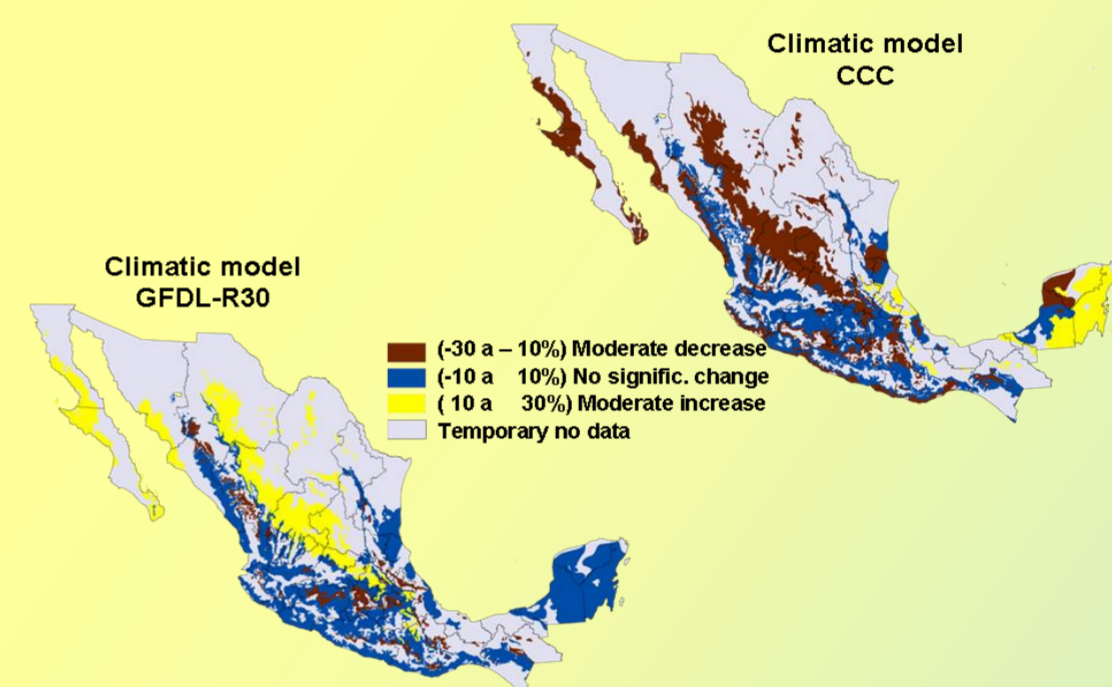 Climatic model
CCC
Climatic model
GFDL-R30
(-30 a – 10%) Moderate decrease
(-10 a 10%) No signific. change
( 10 a 30%) Moderate increase
Temporary no data